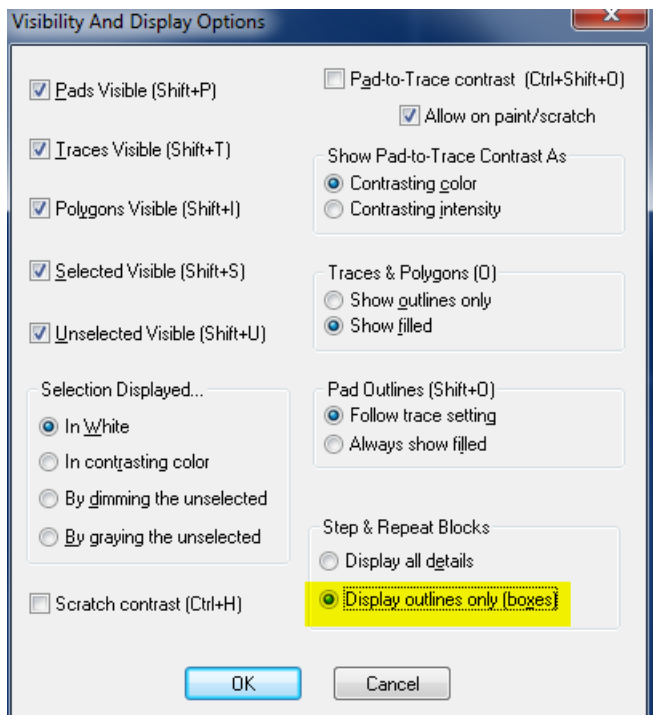 Visibility And Display Options
Pads Visible (Shift+P)
Traces Visible (Shift+T)
Polygons Visible (Shift+I)
Selected Visible (Shift+S)
Unselected Visible (Shift+U)
Selection Displayed...
In White
In contrasting color
By dimming the unselected
By graying the unselected
Scratch contrast (Ctrl+H)
Pad-to-Trace contrast (Ctrl+Shift+O)
Allow on paint/scratch
Show Pad-to-Trace Contrast As
Contrasting color
Contrasting intensity
Traces & Polygons (O)
Show outlines only
Show filled
Pad Outlines (Shift+O)
Follow trace setting
Always show filled
Step & Repeat Blocks
Display all details
Display outlines only (boxes)
OK
Cancel